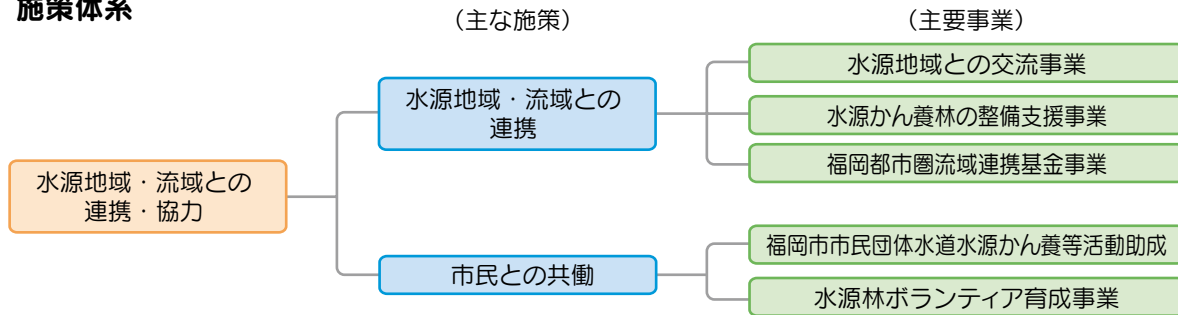 施策体系
（主な施策）
（主要事業）
水源地域・流域との
連携・協力
水源地域・流域との
連携
水源地域との交流事業
水源かん養林の整備支援事業
福岡都市圏流域連携基金事業
市民との共働
福岡市市民団体水道水源かん養等活動助成
水源林ボランティア育成事業